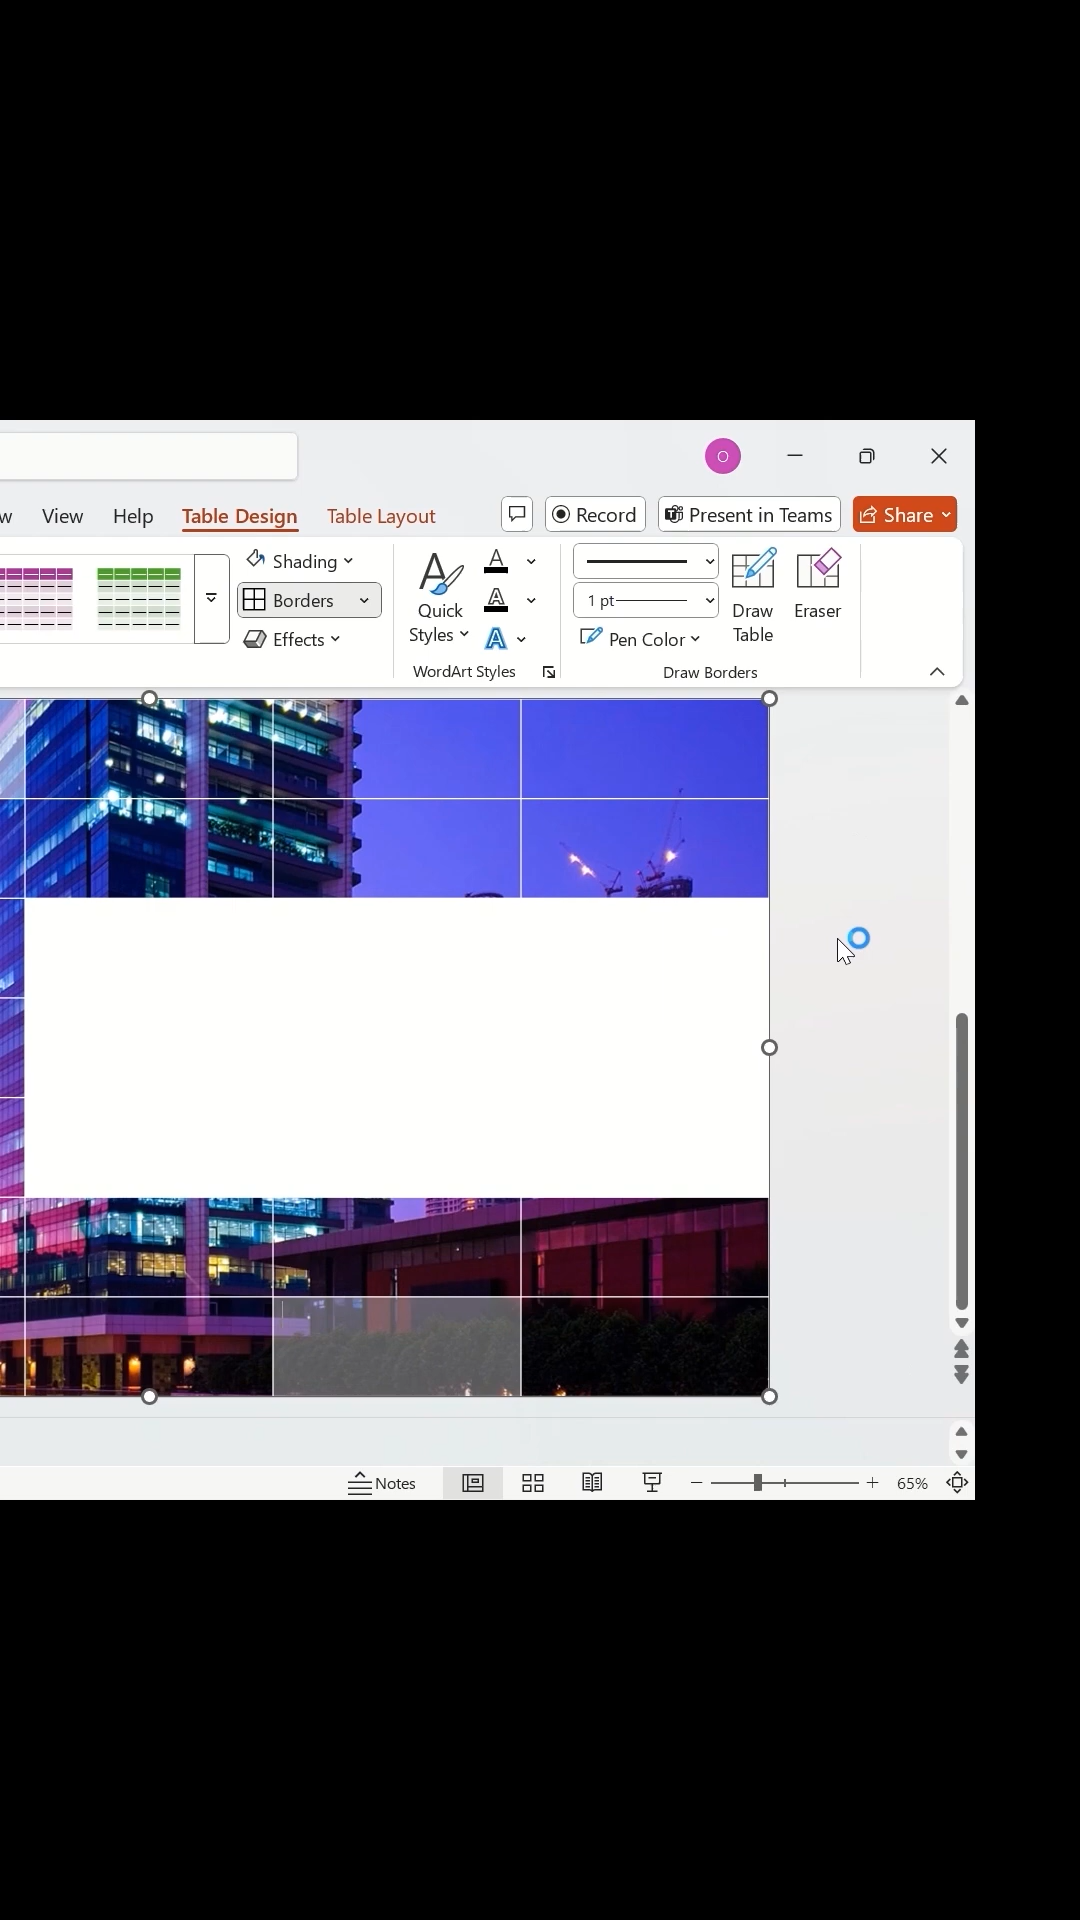 O
w View Help Table Design Table Layout Record Present in Teams Share
Shading
Borders
Effects
Quick
Styles
A
A
A
WordArt Styles
1 pt
Pen Color
Draw
Table
Eraser
Draw Borders
Notes
65%